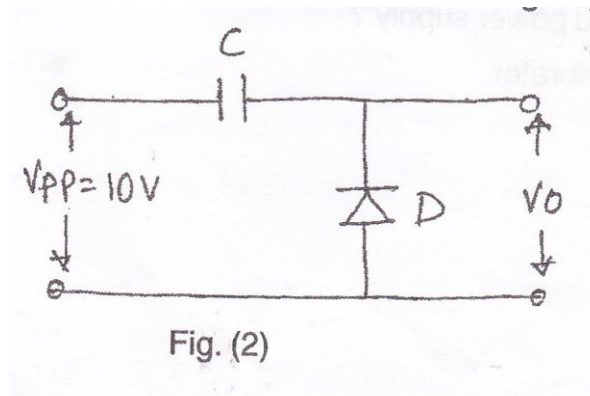 C
VPP = 10V
D
VO
Fig. (2)